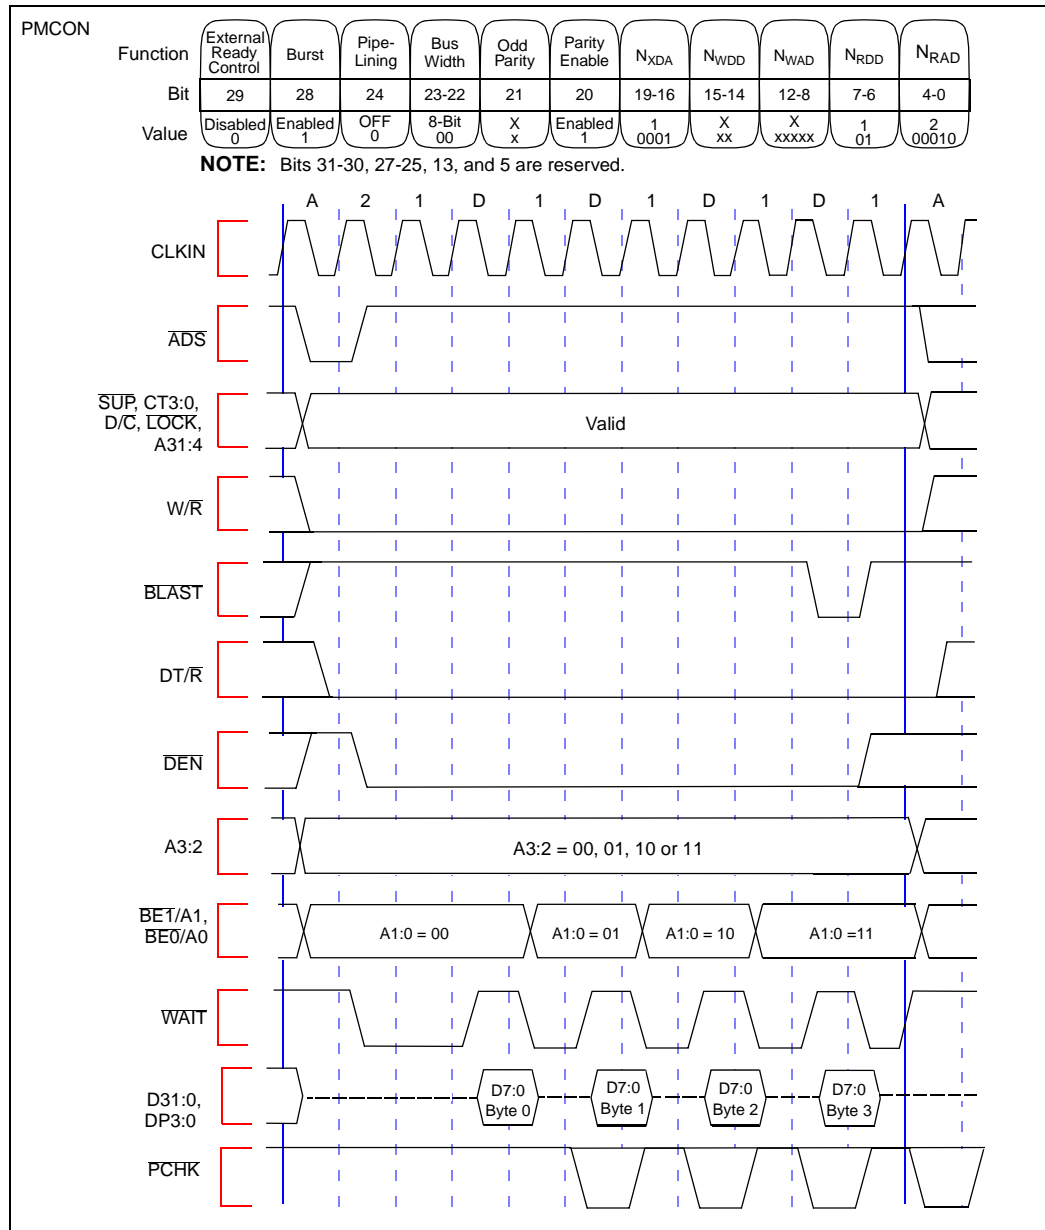 PMCON
Function
External Ready Control
Burst
Pipe-Lining
Bus Width
Odd Parity
Parity Enable
NXDA
NWDD
NWAD
NRDD
NRAD
Bit
29
28
24
23-22
21
20
19-16
15-14
12-8
7-6
4-0
Value
Disabled 0
Enabled 1
OFF 0
8-Bit 00
X x
Enabled 1
1 0001
X xx
X xxxxx
1 01
2 00010
NOTE: Bits 31-30, 27-25, 13, and 5 are reserved.
A 2 1 D 1 D 1 D 1 D 1 A
CLKIN
ADS
SUP, CT3:0,
D/C, LOCK,
A31:4
Valid
W/R
BLAST
DT/R
DEN
A3:2
A3:2 = 00, 01, 10 or 11
BE1/A1,
BE0/A0
A1:0 = 00
A1:0 = 01
A1:0 = 10
A1:0 =11
WAIT
D31:0,
DP3:0
D7:0
Byte 0
D7:0
Byte 1
D7:0
Byte 2
D7:0
Byte 3
PCHK